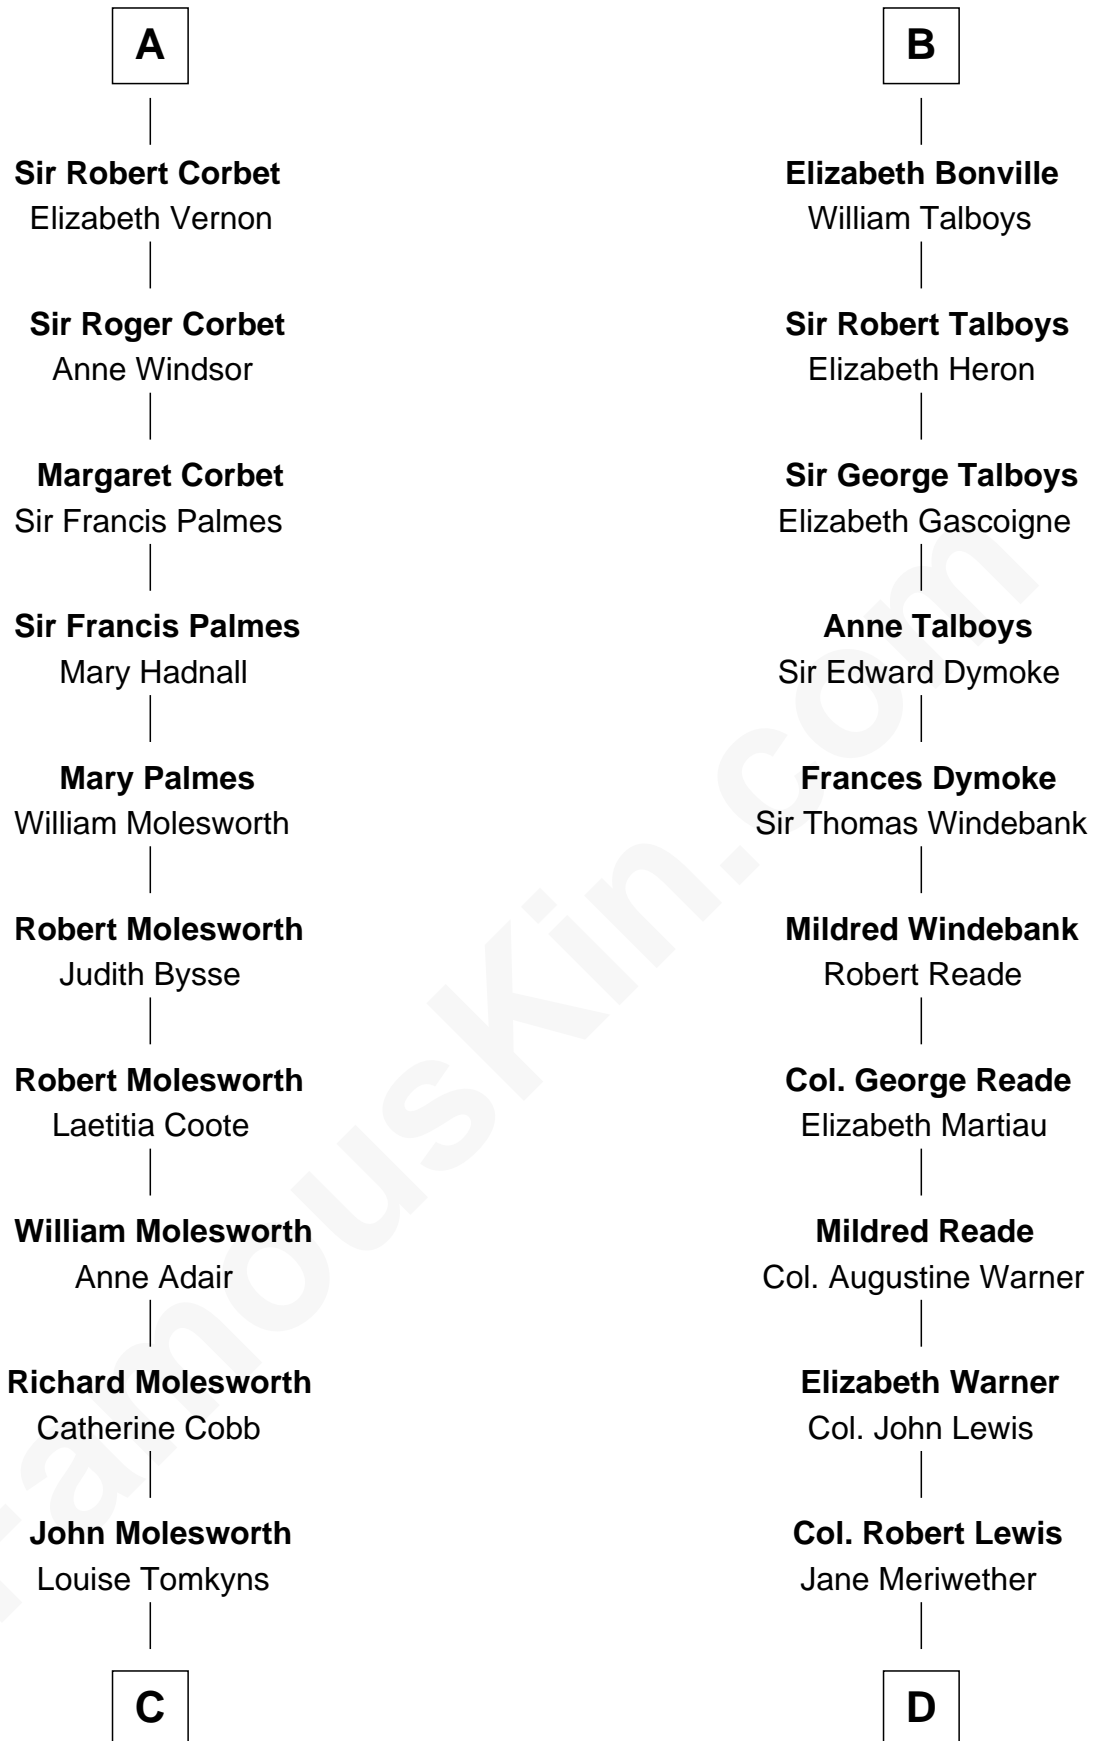 A
Sir Robert Corbet
Elizabeth Vernon
Sir Roger Corbet
Anne Windsor
Margaret Corbet
Sir Francis Palmes
Sir Francis Palmes
Mary Hadnall
Mary Palmes
William Molesworth
Robert Molesworth
Judith Bysse
Robert Molesworth
Laetitia Coote
William Molesworth
Anne Adair
Richard Molesworth
Catherine Cobb
John Molesworth
Louise Tomkyns
C
B
Elizabeth Bonville
William Talboys
Sir Robert Talboys
Elizabeth Heron
Sir George Talboys
Elizabeth Gascoigne
Anne Talboys
Sir Edward Dymoke
Frances Dymoke
Sir Thomas Windebank
Mildred Windebank
Robert Reade
Col. George Reade
Elizabeth Martiau
Mildred Reade
Col. Augustine Warner
Elizabeth Warner
Col. John Lewis
Col. Robert Lewis
Jane Meriwether
D
FamousKin.com